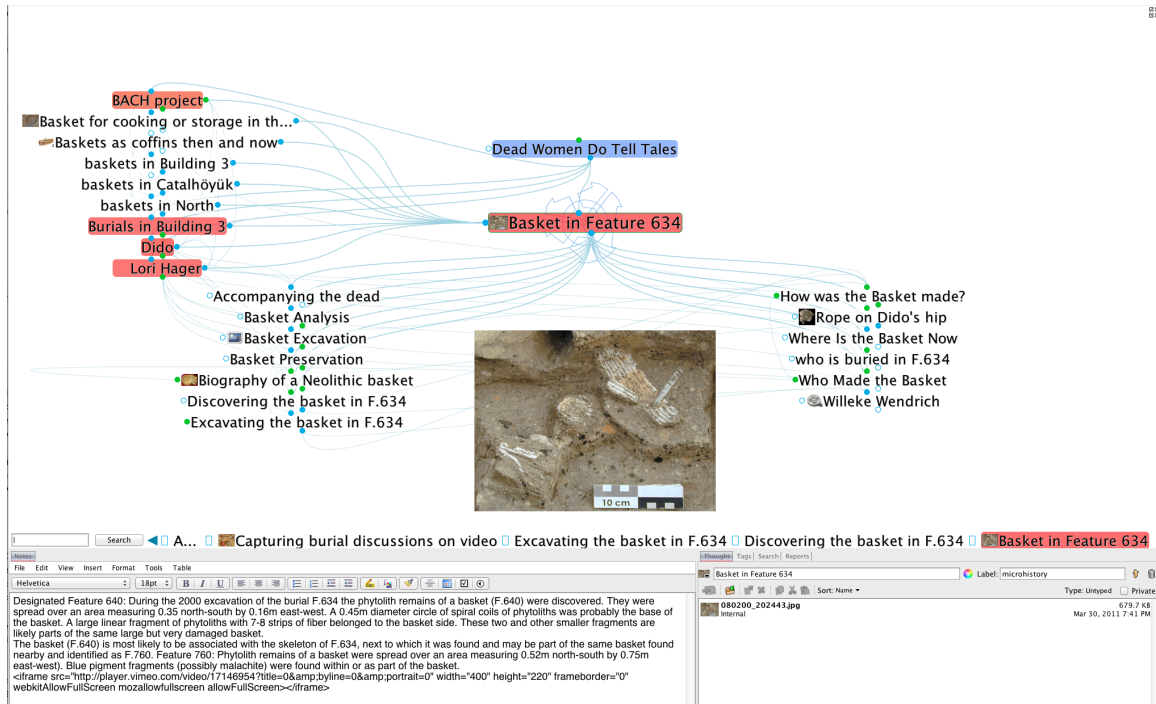 BACH project
Basket for cooking or storage in th...
Baskets as coffins then and now
baskets in Building 3
baskets in Catalhöyük
baskets in North
Burials in Building 3
Dido
Lori Hager
Dead Women Do Tell Tales
Basket in Feature 634
Accompanying the dead
Basket Analysis
Basket Excavation
Basket Preservation
Biography of a Neolithic basket
Discovering the basket in F.634
Excavating the basket in F.634
How was the Basket made?
Rope on Dido's hip
Where Is the Basket Now
who is buried in F.634
Who Made the Basket
Willeke Wendrich
10 cm
Search A... Capturing burial discussions on video Excavating the basket in F.634 Discovering the basket in F.634 Basket in Feature 634
Notes
File Edit View Insert Format Tools Table
Helvetica 18pt B I U
Designated Feature 640: During the 2000 excavation of the burial F.634 the phytolith remains of a basket (F.640) were discovered. They were
spread over an area measuring 0.35 north-south by 0.16m east-west. A 0.45m diameter circle of spiral coils of phytoliths was probably the base of
the basket. A large linear fragment of phytoliths with 7-8 strips of fiber belonged to the basket side. These two and other smaller fragments are
likely parts of the same large but very damaged basket.
The basket (F.640) is most likely to be associated with the skeleton of F.634, next to which it was found and may be part of the same basket found
nearby and identified as F.760. Feature 760: Phytolith remains of a basket were spread over an area measuring 0.52m north-south by 0.75m
east-west). Blue pigment fragments (possibly malachite) were found within or as part of the basket.
<iframe src="http://player.vimeo.com/video/17146954?title=0&amp;byline=0&amp;portrait=0" width="400" height="220" frameborder="0"
webkitAllowFullScreen mozallowfullscreen allowFullScreen></iframe>
Thought Tags Search Reports
Basket in Feature 634 Label: microhistory
Sort: Name Type: Untyped Private
080200_202443.jpg 679.7 KB
Internal Mar 30, 2011 7:41 PM